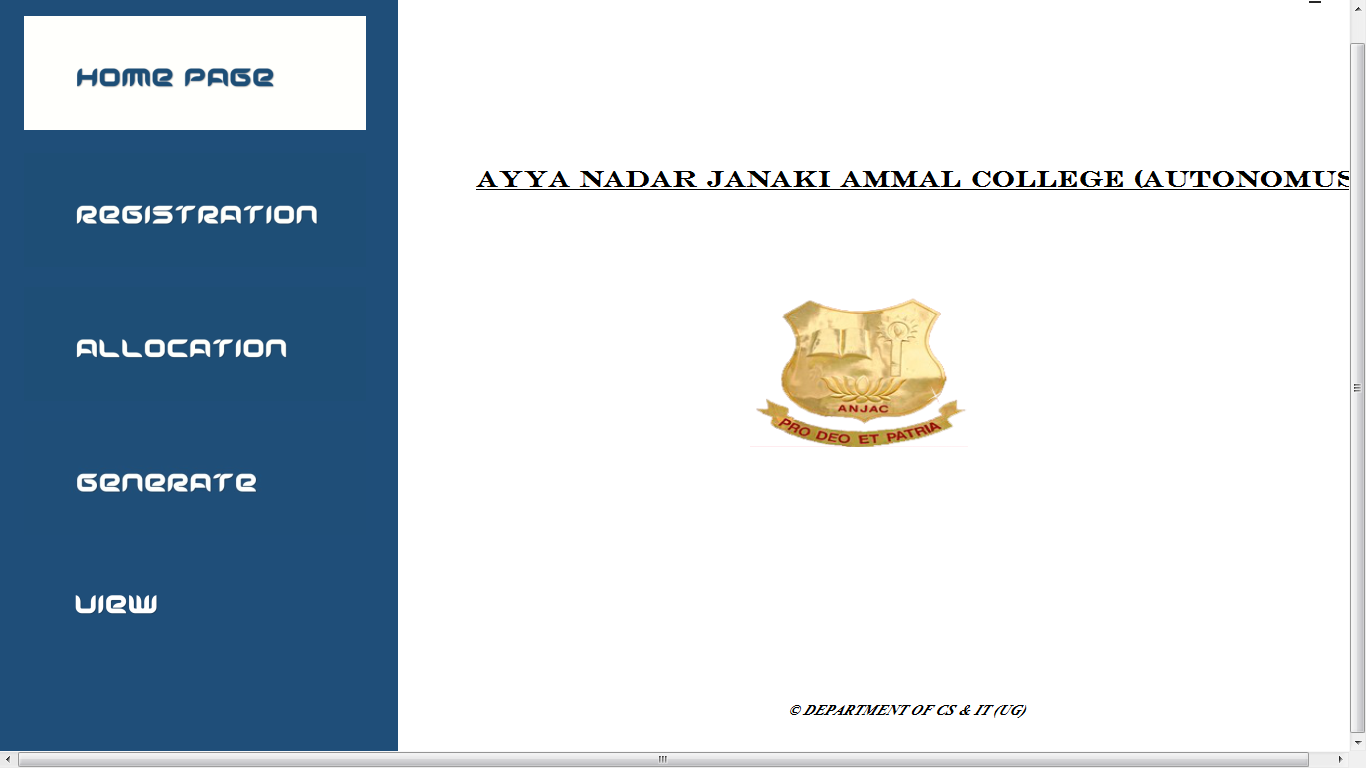 HOME PAGE
REGISTRATION
ALLOCATION
GENERATE
VIEW
AYYA NADAR JANAKI AMMAL COLLEGE (AUTONOMUS
ANJAC
PRO DEO ET PATRIA
© DEPARTMENT OF CS & IT (UG)